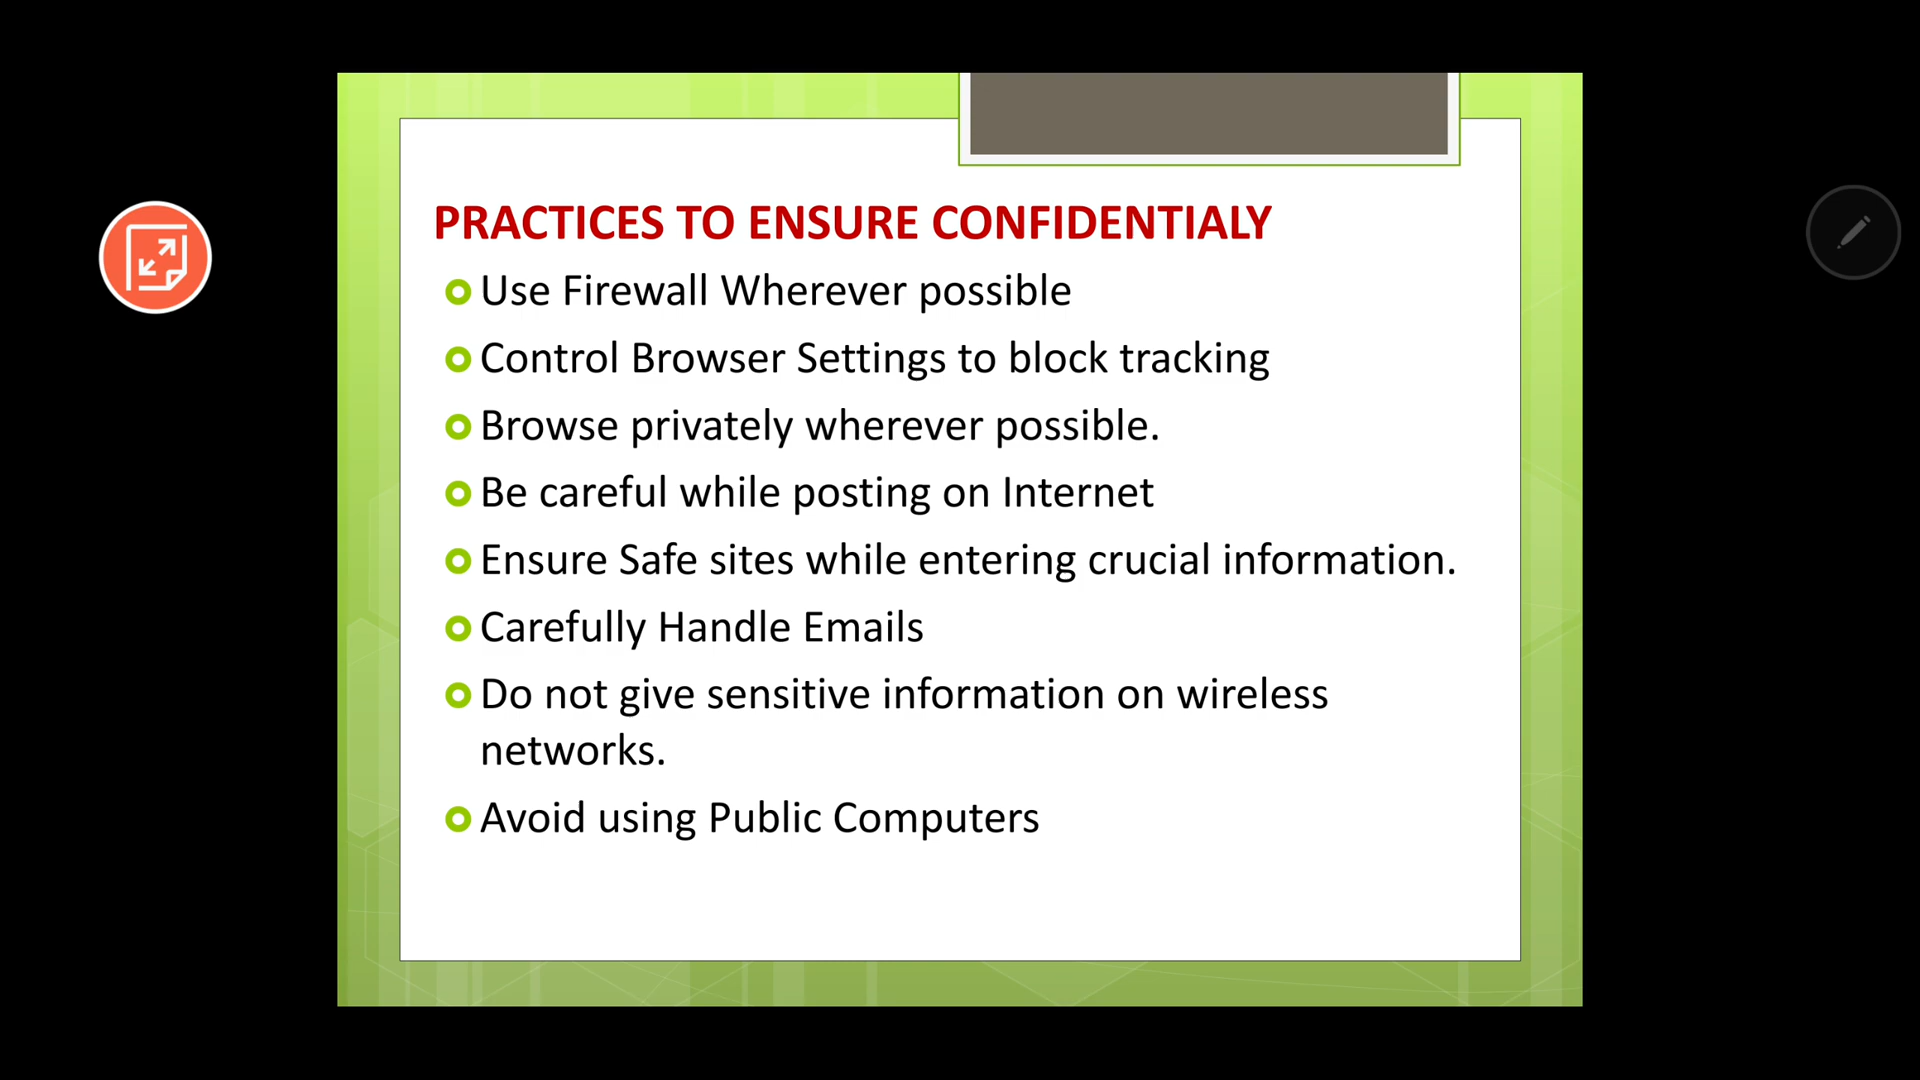 PRACTICES TO ENSURE CONFIDENTIALY
Use Firewall Wherever possible
Control Browser Settings to block tracking
Browse privately wherever possible.
Be careful while posting on Internet
Ensure Safe sites while entering crucial information.
Carefully Handle Emails
Do not give sensitive information on wireless
networks.
Avoid using Public Computers